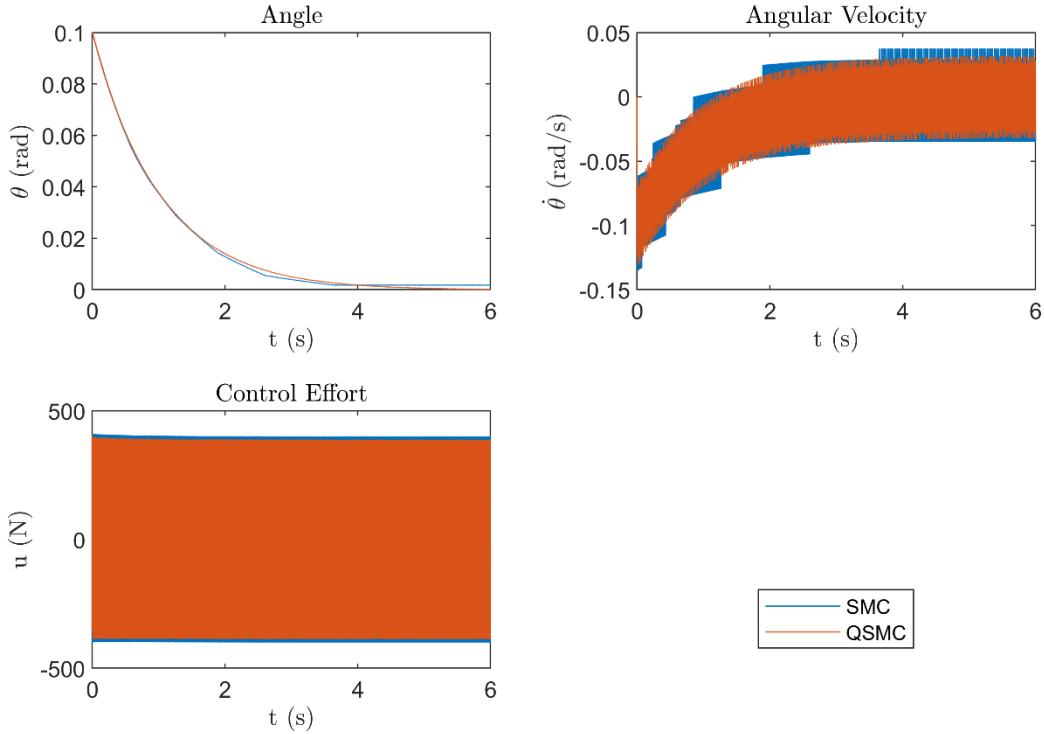 Angle
0.1
0.08
0.06
0.04
0.02
0
θ (rad)
0 2 4 6
t (s)
Angular Velocity
0.05
0
-0.05
-0.1
-0.15
θ̇ (rad/s)
0 2 4 6
t (s)
Control Effort
500
0
-500
u (N)
0 2 4 6
t (s)
SMC
QSMC